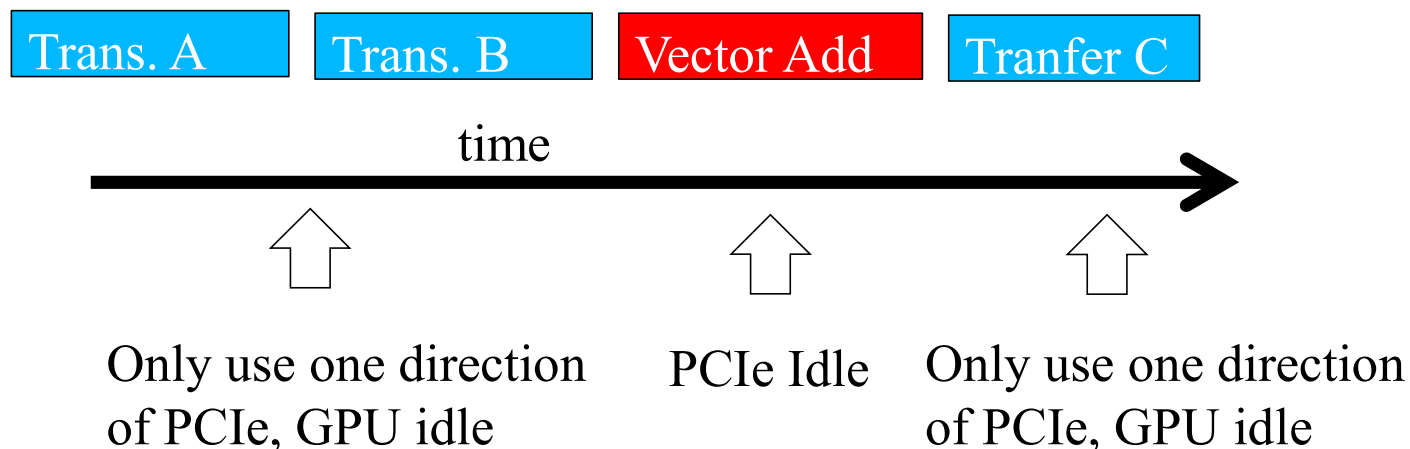 Trans. A
Trans. B
Vector Add
Tranfer C
time
Only use one direction
of PCIe, GPU idle
PCIe Idle
Only use one direction
of PCIe, GPU idle